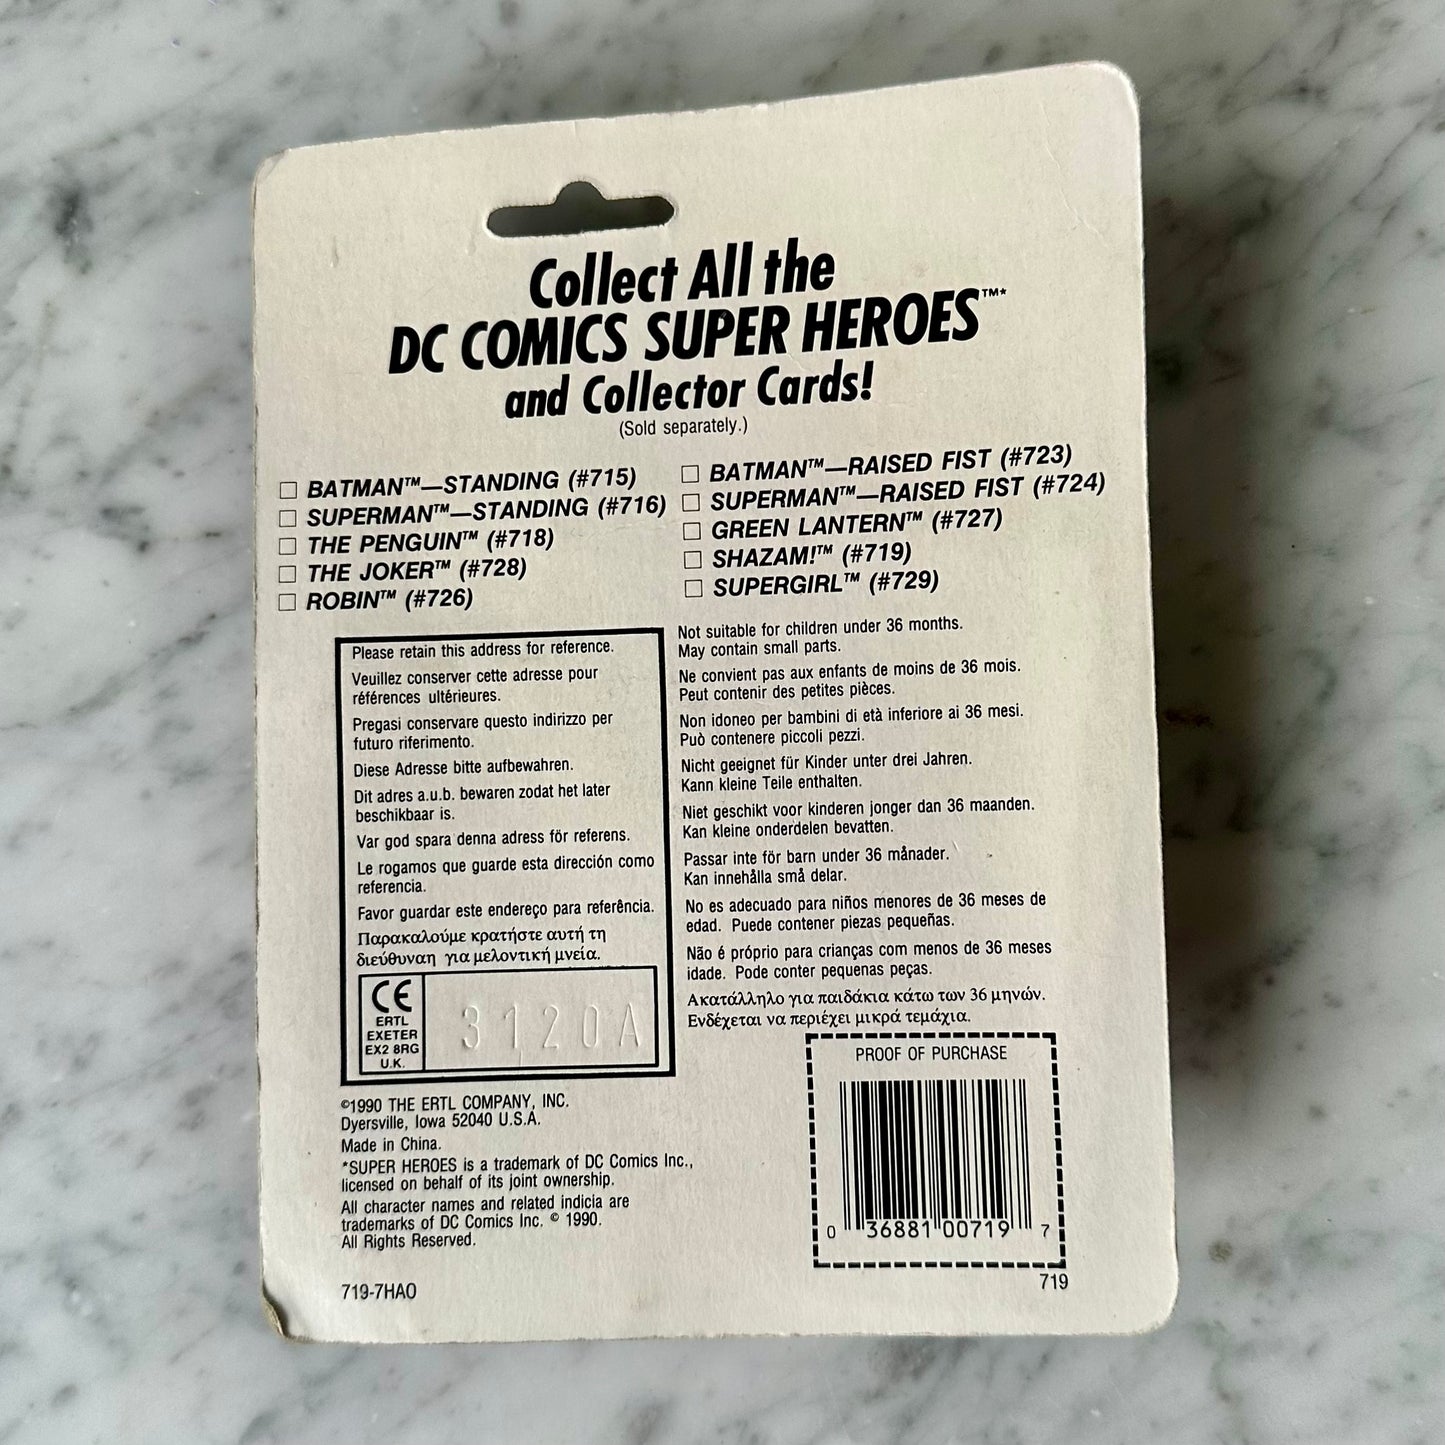 Collect All the
DC COMICS SUPER HEROES™*
and Collector Cards!
(Sold separately.)
☐ BATMAN™—STANDING (#715)
☐ SUPERMAN™—STANDING (#716)
☐ THE PENGUIN™ (#718)
☐ THE JOKER™ (#728)
☐ ROBIN™ (#726)
☐ BATMAN™—RAISED FIST (#723)
☐ SUPERMAN™—RAISED FIST (#724)
☐ GREEN LANTERN™ (#727)
☐ SHAZAM!™ (#719)
☐ SUPERGIRL™ (#729)
Please retain this address for reference.
Veuillez conserver cette adresse pour
références ultérieures.
Pregasi conservare questo indirizzo per
futuro riferimento.
Diese Adresse bitte aufbewahren.
Dit adres a.u.b. bewaren zodat het later
beschikbaar is.
Var god spara denna adress för referens.
Le rogamos que guarde esta dirección como
referencia.
Favor guardar este endereço para referência.
Παρακαλούμε κρατήστε αυτή τη
διεύθυναη για μελοντική μνεία.
CE
ERTL
EXETER
EX2 8RG
U.K.
3120A
©1990 THE ERTL COMPANY, INC.
Dyersville, Iowa 52040 U.S.A.
Made in China.
*SUPER HEROES is a trademark of DC Comics Inc.,
licensed on behalf of its joint ownership.
All character names and related indicia are
trademarks of DC Comics Inc. © 1990.
All Rights Reserved.
719-7HAO
Not suitable for children under 36 months.
May contain small parts.
Ne convient pas aux enfants de moins de 36 mois.
Peut contenir des petites pièces.
Non idoneo per bambini di età inferiore ai 36 mesi.
Può contenere piccoli pezzi.
Nicht geeignet für Kinder unter drei Jahren.
Kann kleine Teile enthalten.
Niet geschikt voor kinderen jonger dan 36 maanden.
Kan kleine onderdelen bevatten.
Passar inte för barn under 36 månader.
Kan innehålla små delar.
No es adecuado para niños menores de 36 meses de
edad. Puede contener piezas pequeñas.
Não é próprio para crianças com menos de 36 meses
idade. Pode conter pequenas peças.
Ακατάλληλο για παιδάκια κάτω των 36 μηνών.
Ενδέχεται να περιέχει μικρά τεμάχια.
PROOF OF PURCHASE
0 36881 00719 7
719